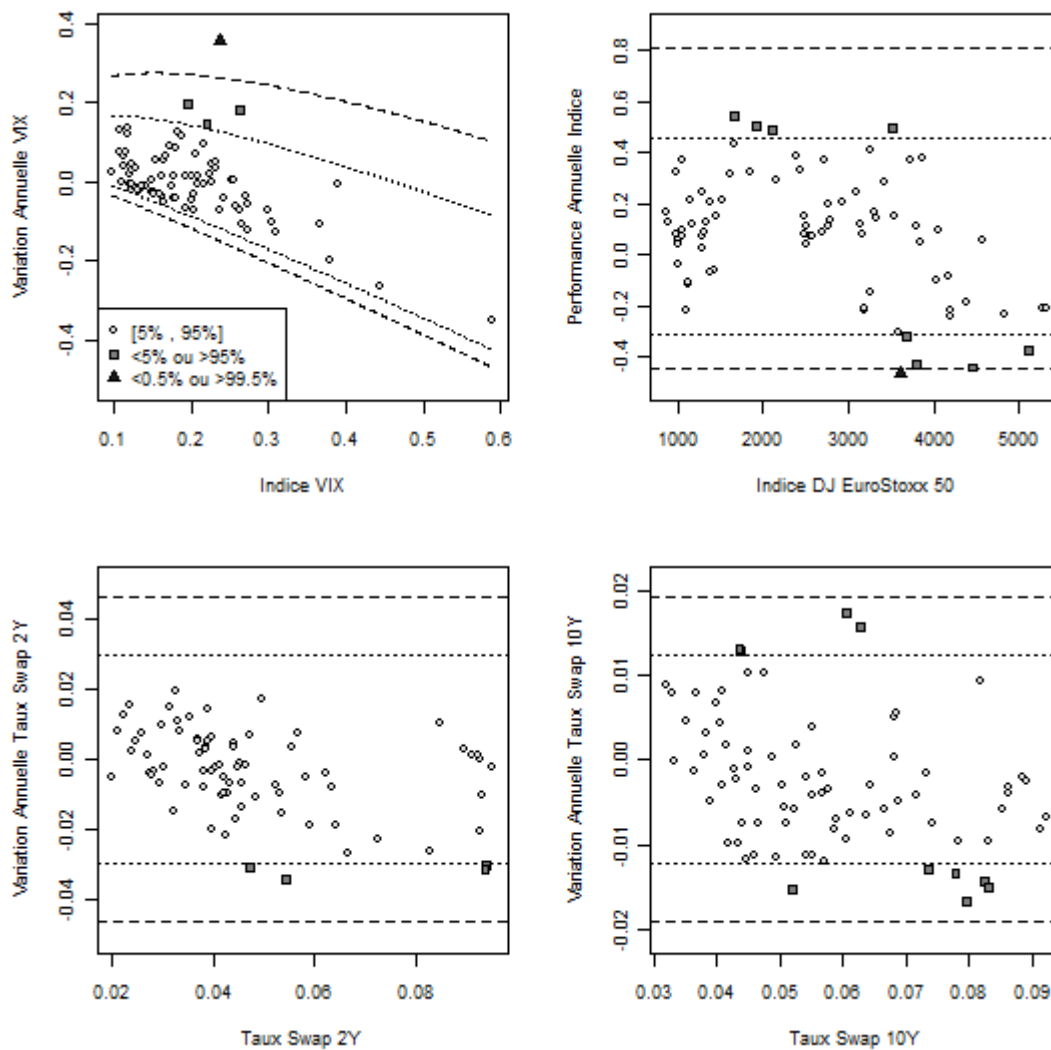 Variation Annuelle VIX
0.4
0.2
0.0
-0.2
-0.4
[5% , 95%]
<5% ou >95%
<0.5% ou >99.5%
0.1 0.2 0.3 0.4 0.5 0.6
Indice VIX
Performance Annuelle Indice
0.8
0.6
0.4
0.2
0.0
-0.2
-0.4
1000 2000 3000 4000 5000
Indice DJ EuroStoxx 50
Variation Annuelle Taux Swap 2Y
0.04
0.02
0.00
-0.02
-0.04
0.02 0.04 0.06 0.08
Taux Swap 2Y
Variation Annuelle Taux Swap 10Y
0.02
0.01
0.00
-0.01
-0.02
0.03 0.04 0.05 0.06 0.07 0.08 0.09
Taux Swap 10Y